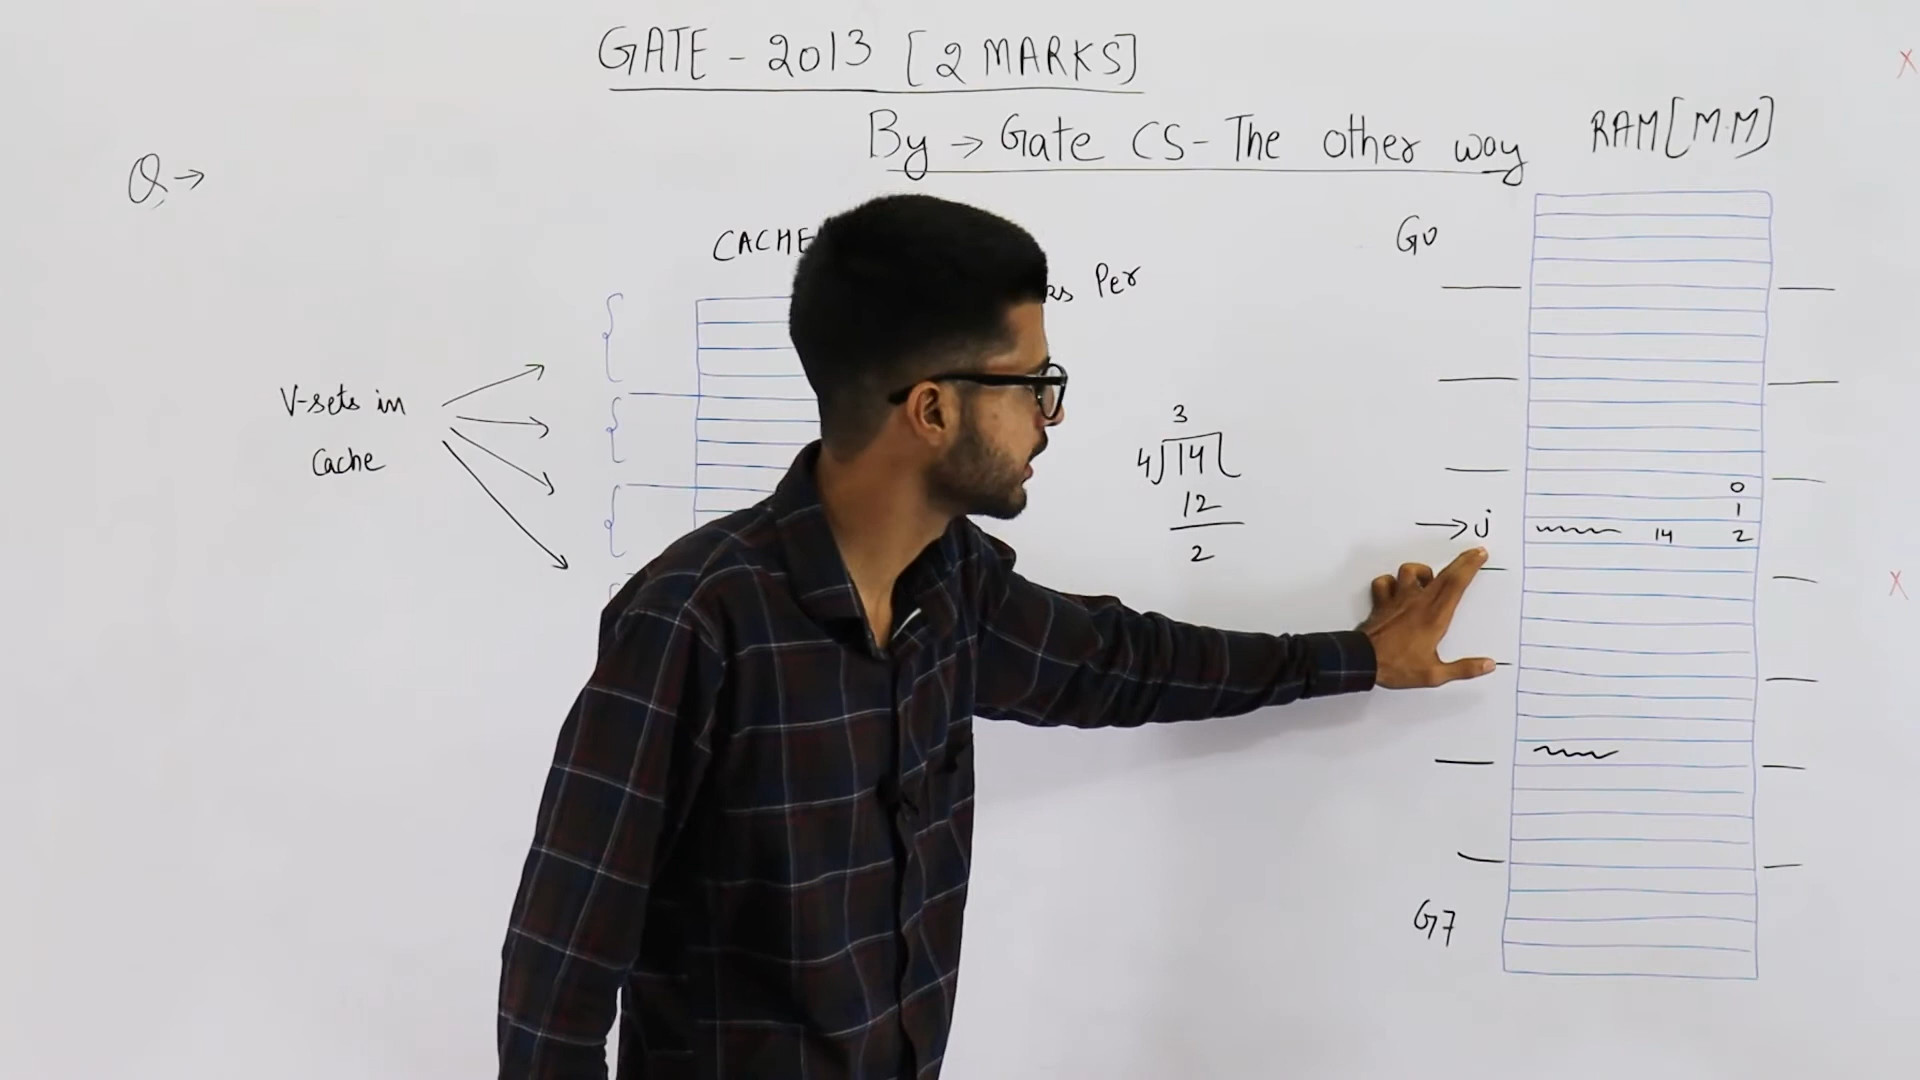 GATE - 2013 [2 MARKS]
By → Gate CS - The other way
RAM[M.M]
Q →
CACHE
Per
G0
V-sets in
Cache
3
4 14
12
2
0
1
→ j 14 2
G7